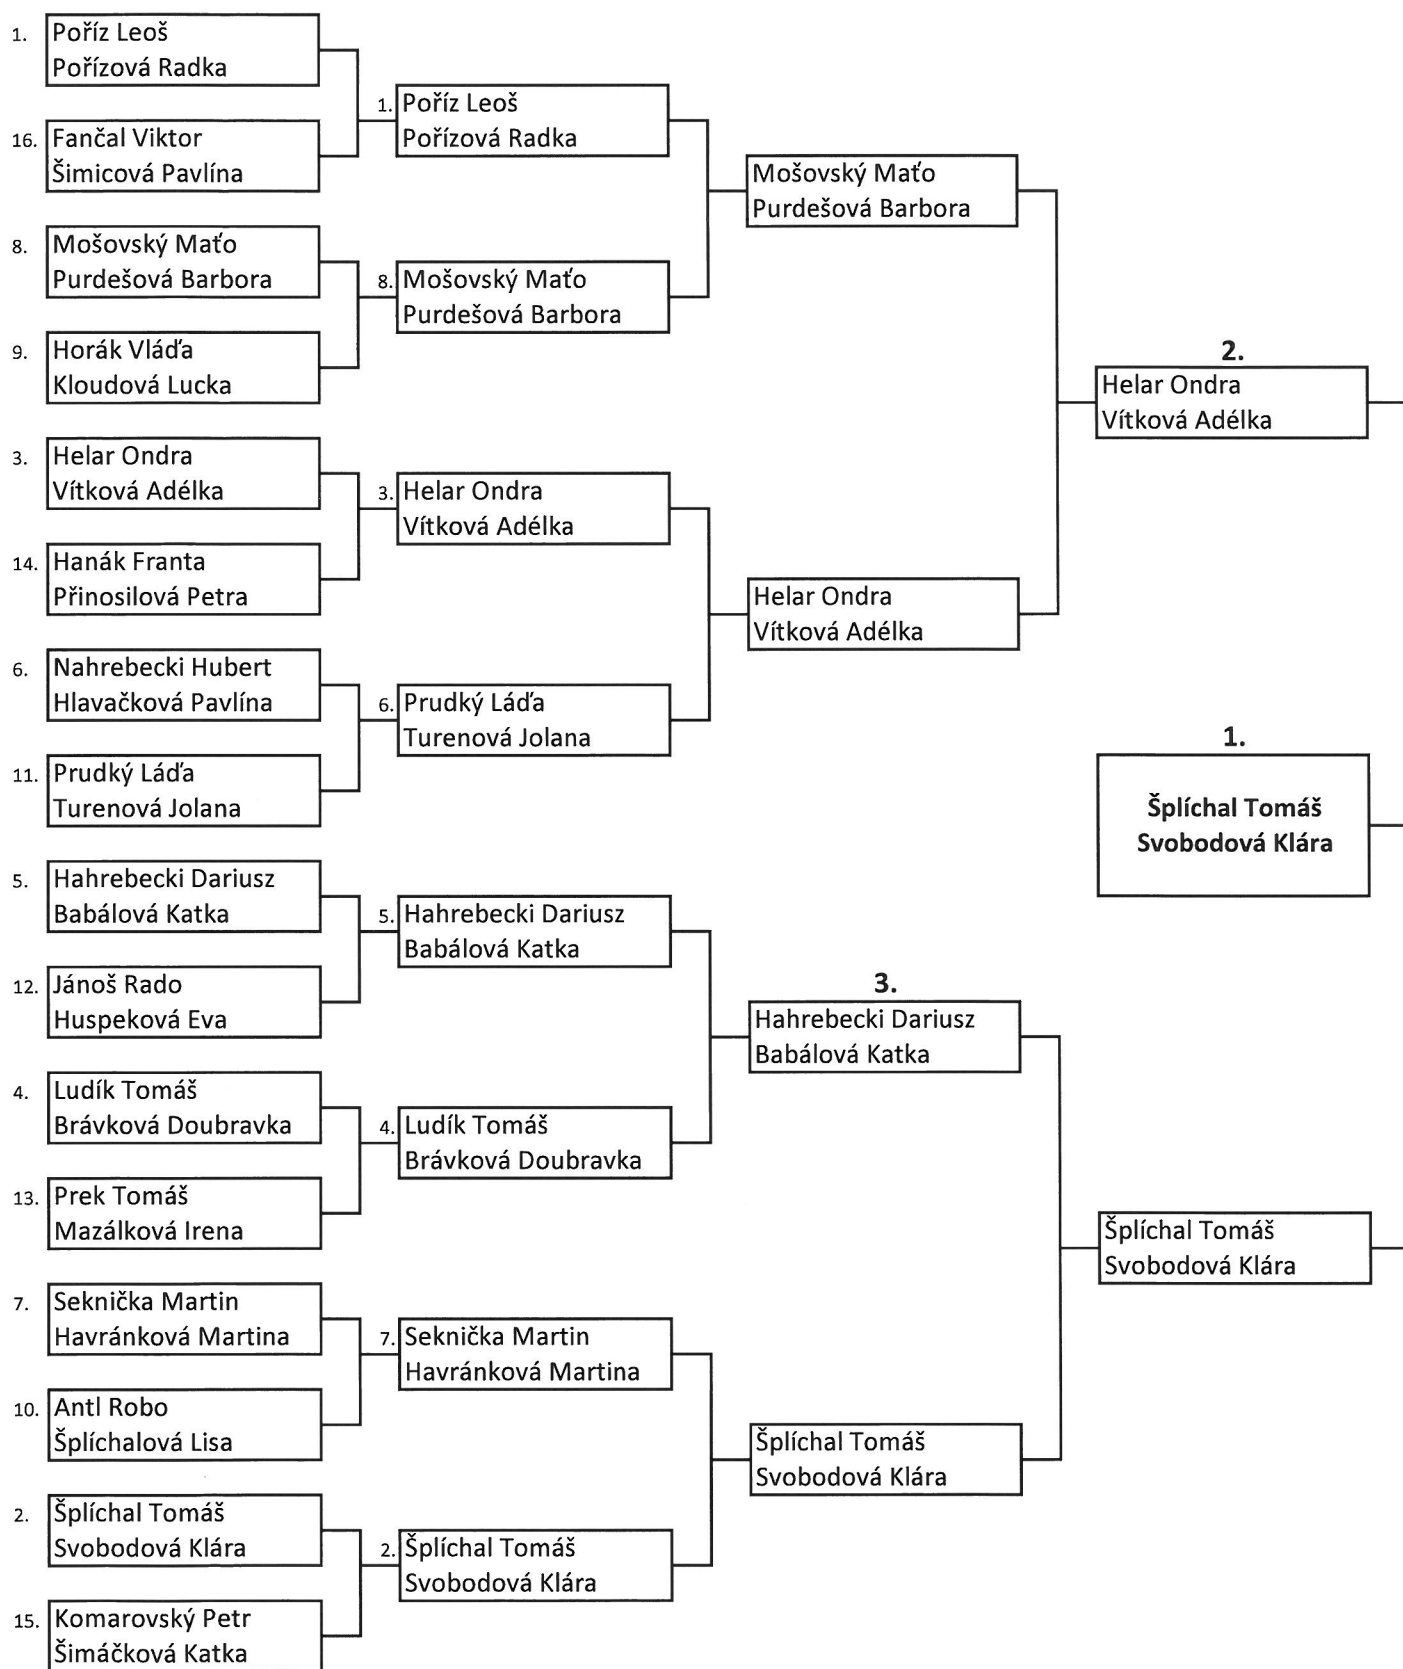 1.
Poříz Leoš
Pořízová Radka
16.
Fančal Viktor
Šimicová Pavlína
8.
Mošovský Maťo
Purdešová Barbora
9.
Horák Vláďa
Kloudová Lucka
3.
Helar Ondra
Vítková Adélka
14.
Hanák Franta
Přinosilová Petra
6.
Nahrebecki Hubert
Hlavačková Pavlína
11.
Prudký Láďa
Turenová Jolana
5.
Hahrebecki Dariusz
Babálová Katka
12.
Jánoš Rado
Huspeková Eva
4.
Ludík Tomáš
Brávková Doubravka
13.
Prek Tomáš
Mazálková Irena
7.
Seknička Martin
Havránková Martina
10.
Antl Robo
Šplíchalová Lisa
2.
Šplíchal Tomáš
Svobodová Klára
15.
Komarovský Petr
Šimáčková Katka
1.
Poříz Leoš
Pořízová Radka
8.
Mošovský Maťo
Purdešová Barbora
3.
Helar Ondra
Vítková Adélka
6.
Prudký Láďa
Turenová Jolana
5.
Hahrebecki Dariusz
Babálová Katka
4.
Ludík Tomáš
Brávková Doubravka
7.
Seknička Martin
Havránková Martina
2.
Šplíchal Tomáš
Svobodová Klára
Mošovský Maťo
Purdešová Barbora
Helar Ondra
Vítková Adélka
3.
Hahrebecki Dariusz
Babálová Katka
Šplíchal Tomáš
Svobodová Klára
2.
Helar Ondra
Vítková Adélka
1.
Šplíchal Tomáš
Svobodová Klára
Šplíchal Tomáš
Svobodová Klára